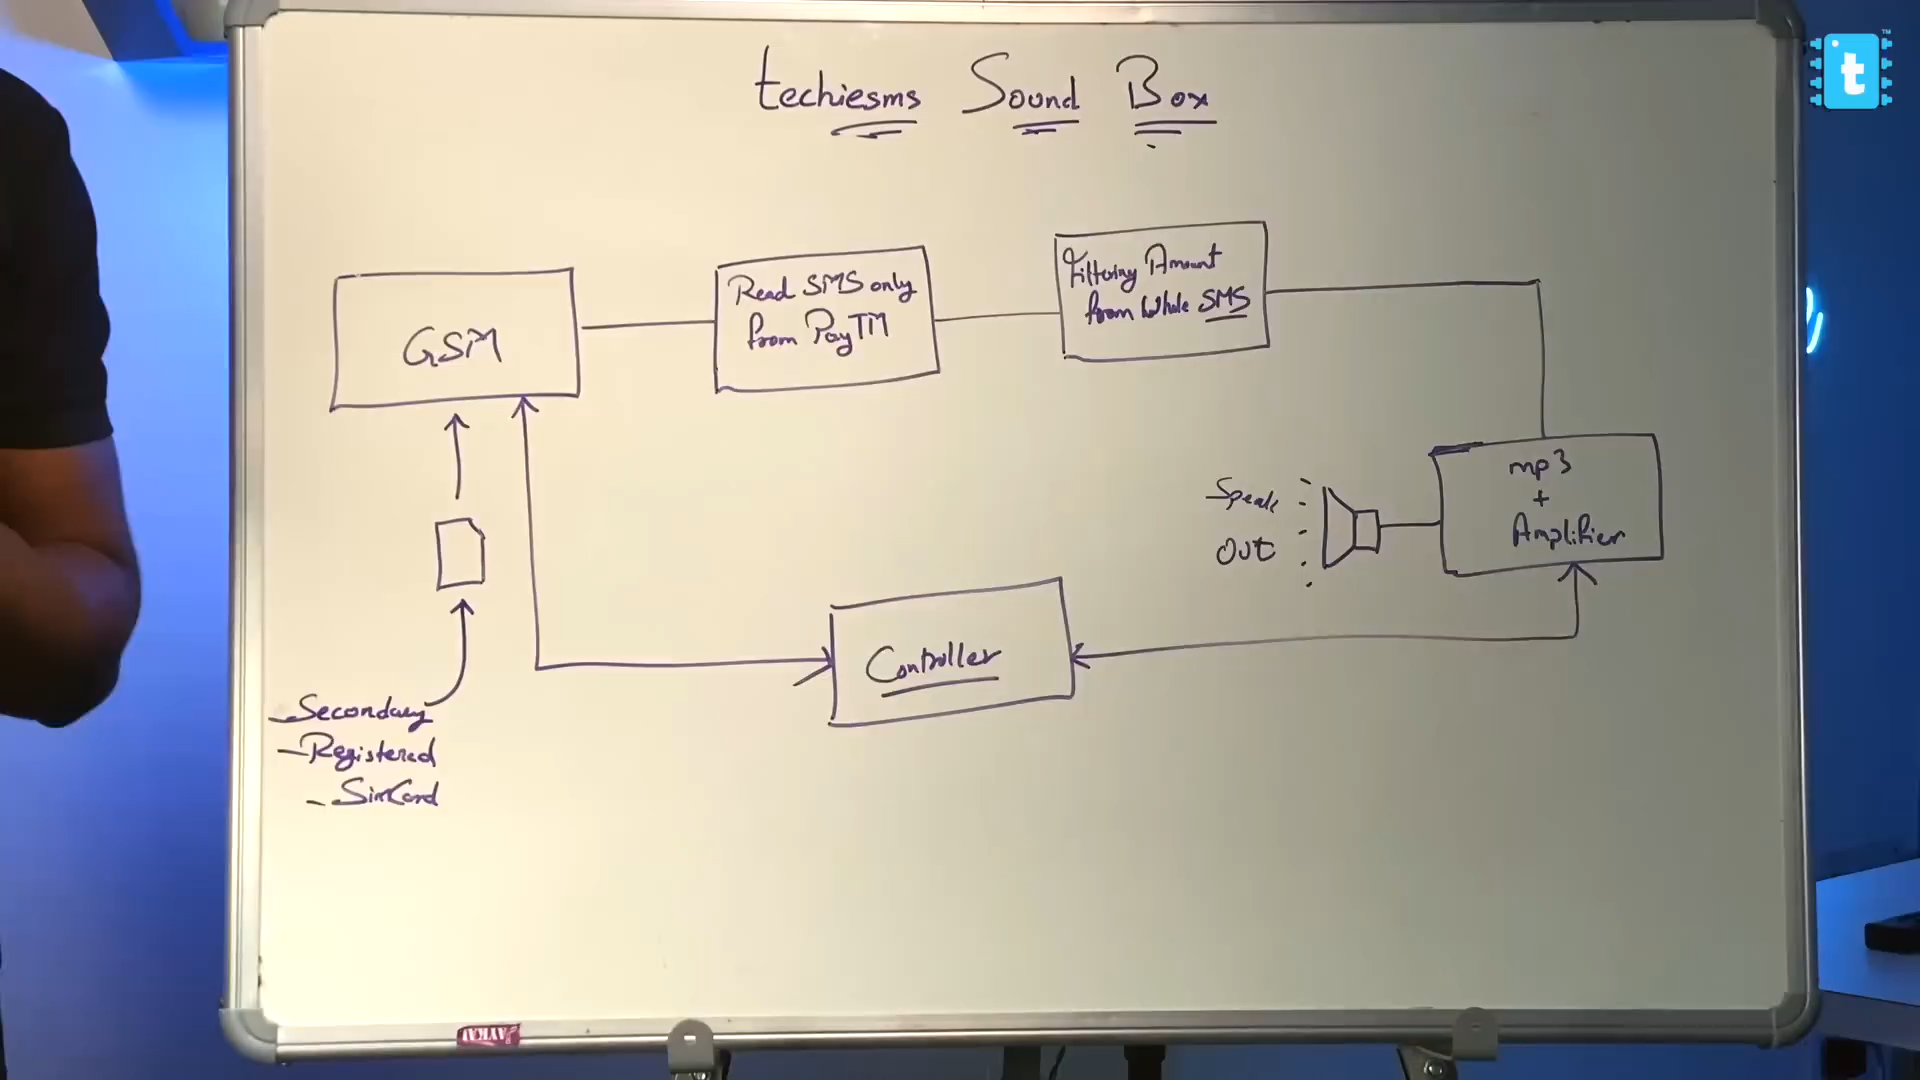 techiesms Sound Box
t
TM
GSM
Read SMS only
from PayTM
Filtering Amount
from Whole SMS
mp3
+
Amplifier
Speak
Out
Controller
- Secondary
- Registered
- SimCard